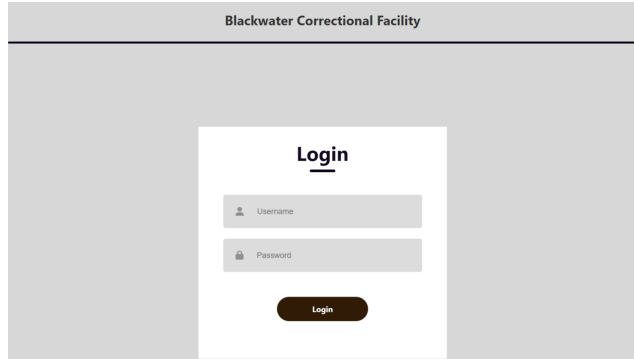 Blackwater Correctional Facility
Login
Username
Password
Login